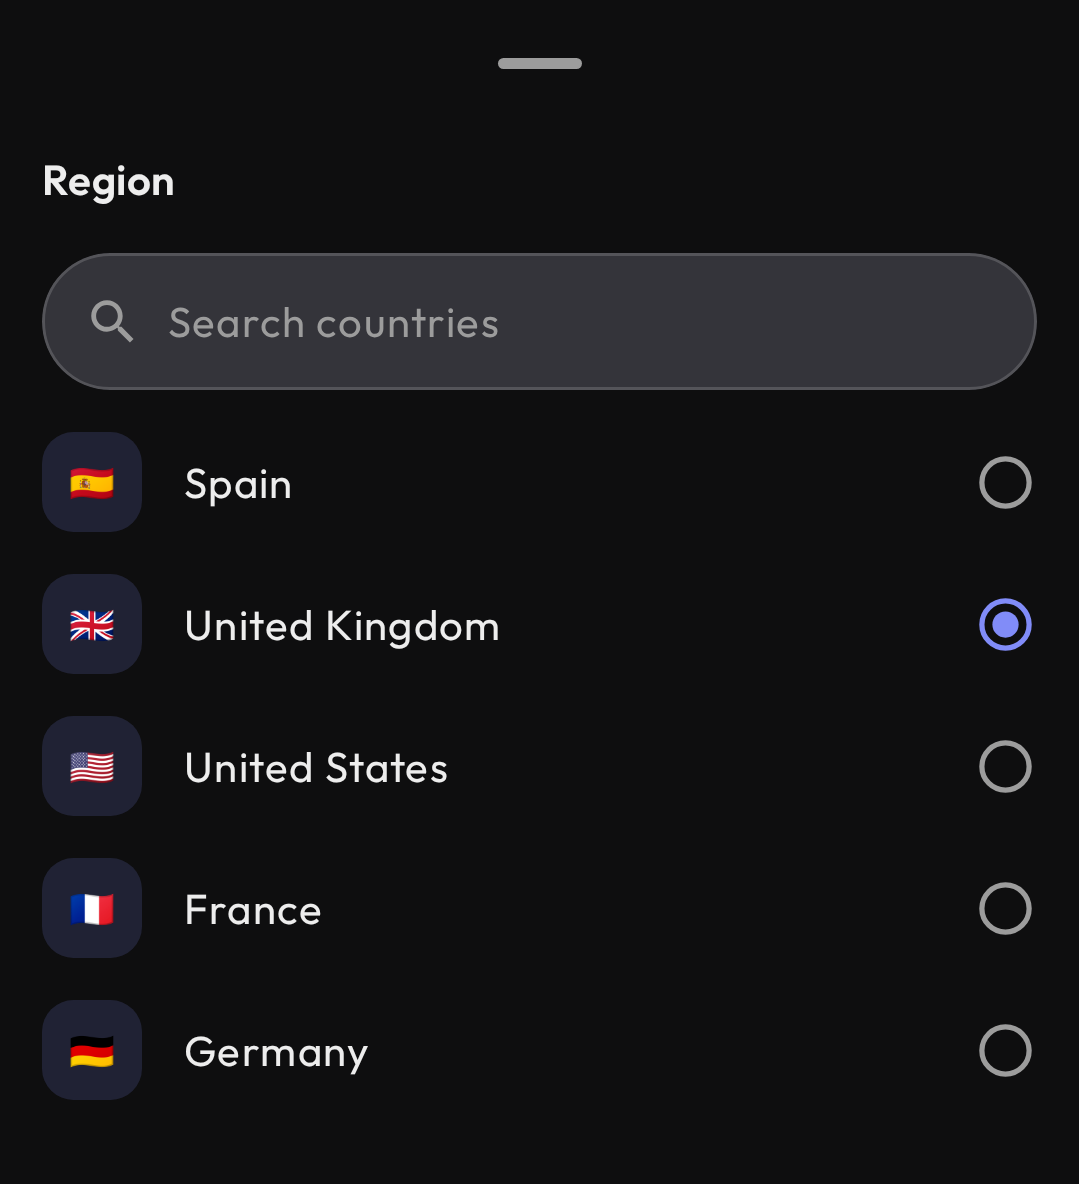 Region
Search countries
Spain
United Kingdom
United States
France
Germany